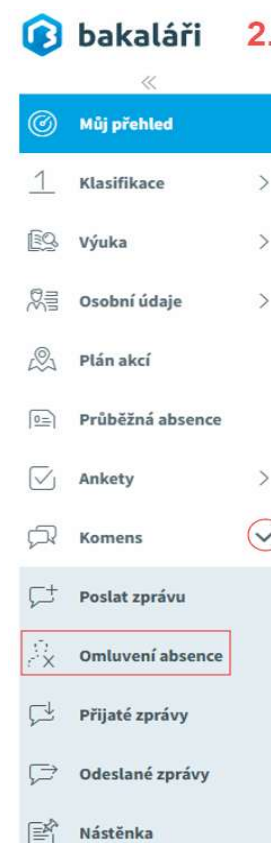 bakaláři 2.
Můj přehled
1 Klasifikace
Výuka
Osobní údaje
Plán akcí
Průběžná absence
Ankety
Komens
Poslat zprávu
Omluvení absence
Přijaté zprávy
Odeslané zprávy
Nástěnka